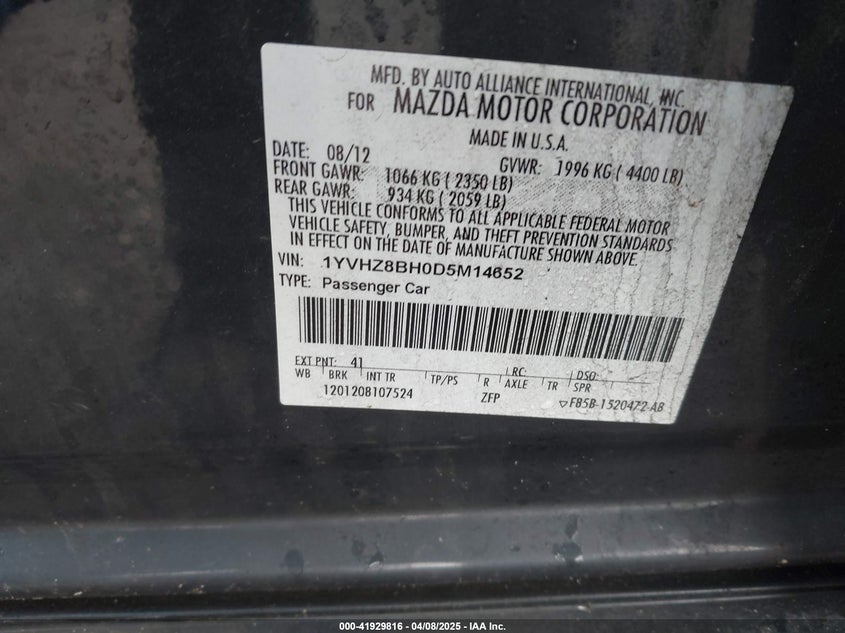 MFD. BY AUTO ALLIANCE INTERNATIONAL, INC.
FOR MAZDA MOTOR CORPORATION
MADE IN U.S.A.
DATE: 08/12 GVWR: 1996 KG ( 4400 LB)
FRONT GAWR: 1066 KG ( 2350 LB)
REAR GAWR: 934 KG ( 2059 LB)
THIS VEHICLE CONFORMS TO ALL APPLICABLE FEDERAL MOTOR
VEHICLE SAFETY, BUMPER, AND THEFT PREVENTION STANDARDS
IN EFFECT ON THE DATE OF MANUFACTURE SHOWN ABOVE.
VIN: 1YVHZ8BH0D5M14652
TYPE: Passenger Car
EXT PNT: 41 RC: DSO:
WB BRK INT TR TP/PS R AXLE TR SPR
1201208107524 ZFP ▽F85B-1520472-AB
000-41929816 - 04/08/2025 - IAA Inc.